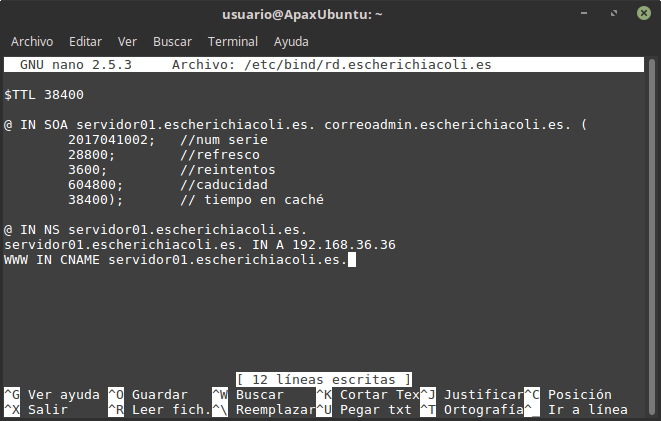 usuario@ApaxUbuntu: ~
Archivo Editar Ver Buscar Terminal Ayuda
GNU nano 2.5.3 Archivo: /etc/bind/rd.escherichiacoli.es
$TTL 38400
@ IN SOA servidor01.escherichiacoli.es. correoadmin.escherichiacoli.es. (
2017041002; //num serie
28800; //refresco
3600; //reintentos
604800; //caducidad
38400); // tiempo en caché
@ IN NS servidor01.escherichiacoli.es.
servidor01.escherichiacoli.es. IN A 192.168.36.36
WWW IN CNAME servidor01.escherichiacoli.es.
[ 12 líneas escritas ]
^G Ver ayuda ^O Guardar ^W Buscar ^K Cortar Tex^J Justificar^C Posición
^X Salir ^R Leer fich.^\ Reemplazar^U Pegar txt ^T Ortografía^_ Ir a línea